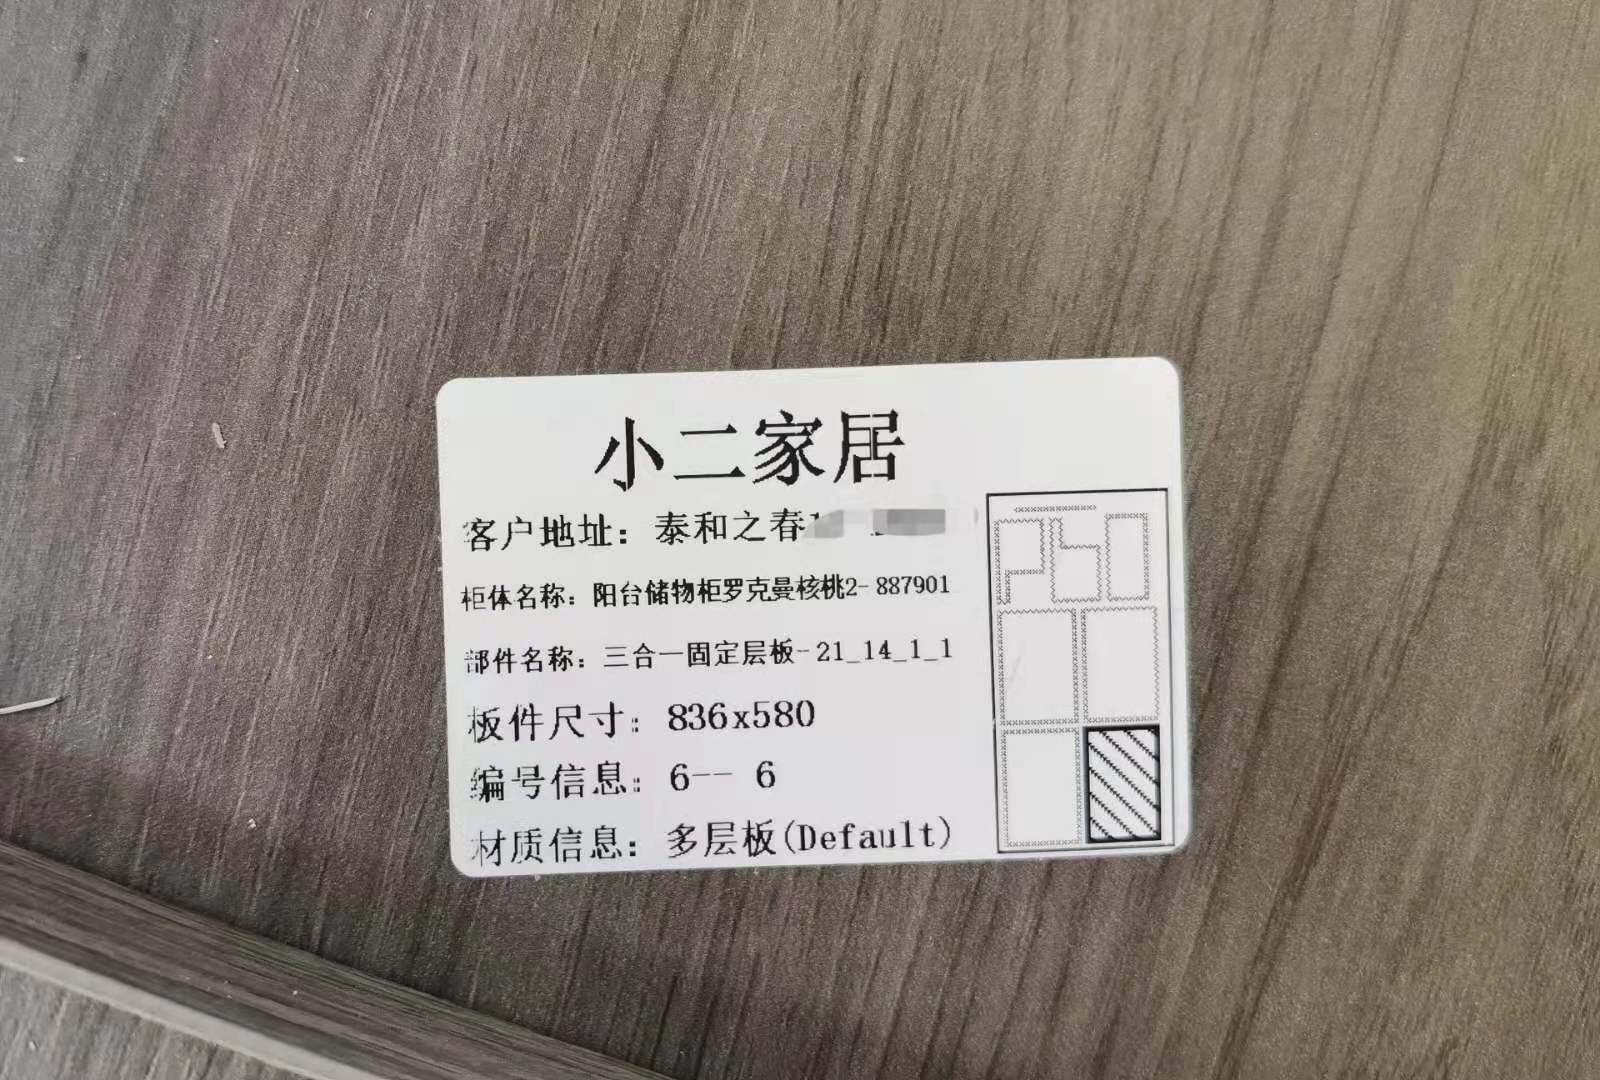 小二家居
客户地址：泰和之春
柜体名称：阳台储物柜罗克曼核桃2-887901
部件名称：三合一固定层板-21_14_1_1
板件尺寸：836x580
编号信息：6-- 6
材质信息：多层板(Default)